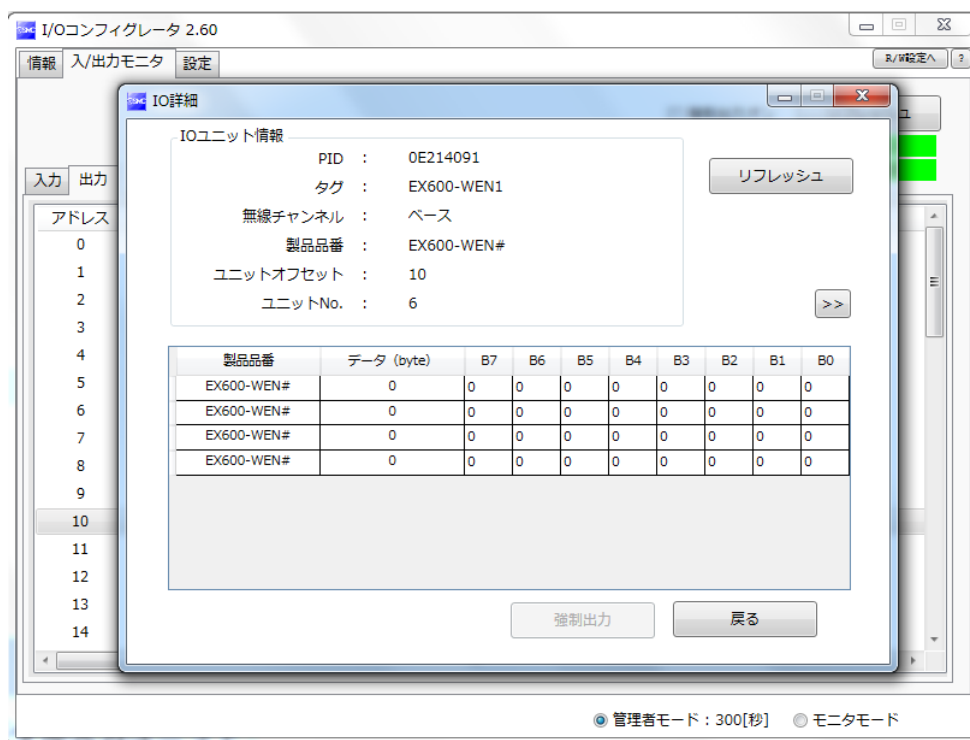 I/Oコンフィグレータ 2.60
情報 入/出力モニタ 設定 R/W設定へ ?
IO詳細
IOユニット情報
PID : 0E214091
タグ : EX600-WEN1
無線チャンネル : ベース
製品品番 : EX600-WEN#
ユニットオフセット : 10
ユニットNo. : 6
リフレッシュ
>>
入力 出力
アドレス
0
1
2
3
4
5
6
7
8
9
10
11
12
13
14
製品品番 データ (byte) B7 B6 B5 B4 B3 B2 B1 B0
EX600-WEN# 0 0 0 0 0 0 0 0 0
EX600-WEN# 0 0 0 0 0 0 0 0 0
EX600-WEN# 0 0 0 0 0 0 0 0 0
EX600-WEN# 0 0 0 0 0 0 0 0 0
強制出力 戻る
管理者モード : 300[秒] モニタモード